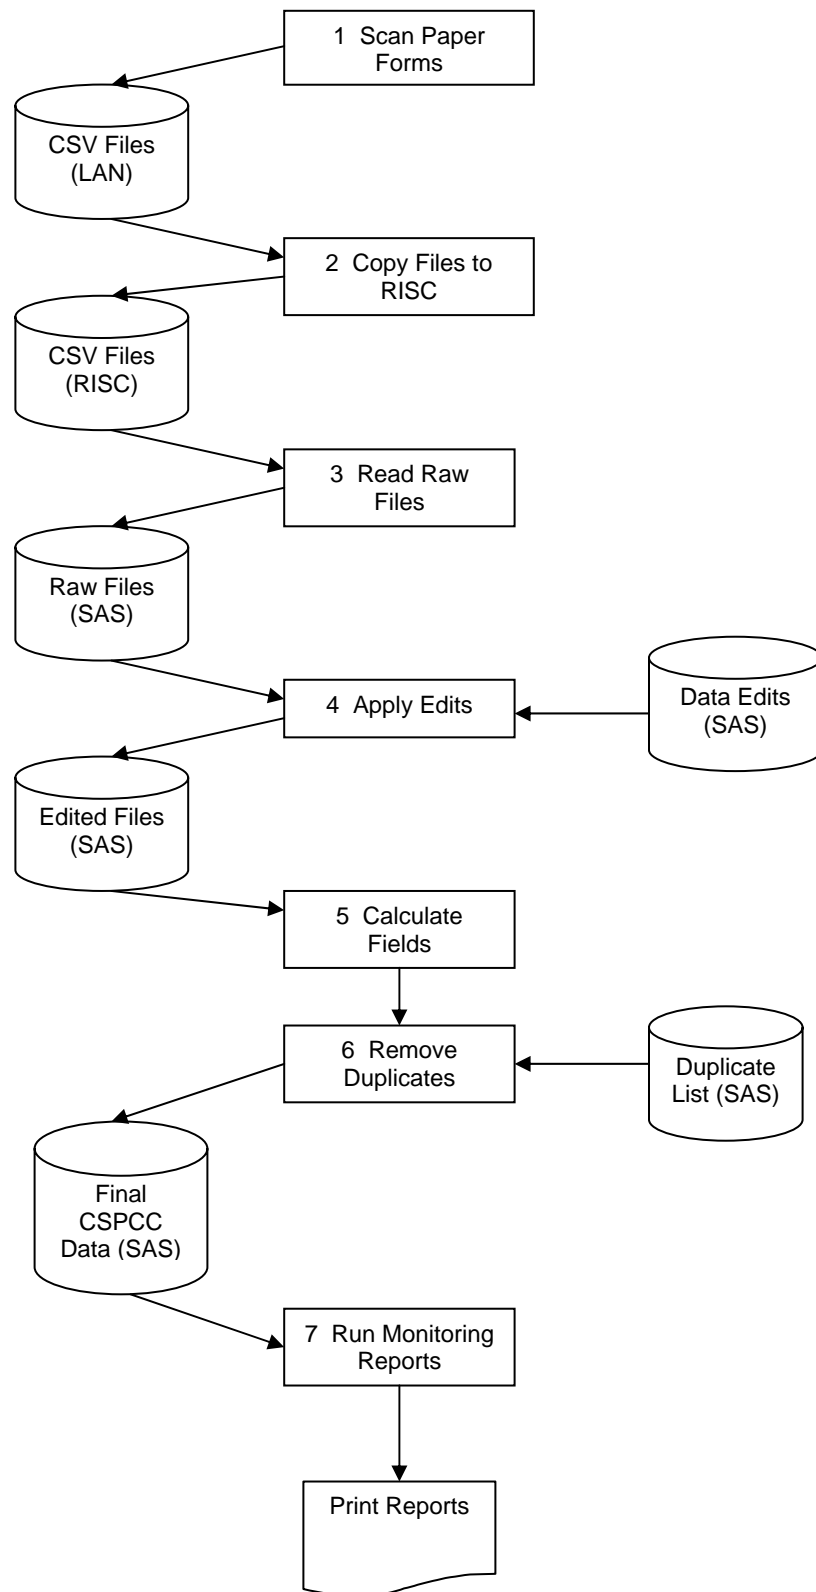 1 Scan Paper
Forms
CSV Files
(LAN)
2 Copy Files to
RISC
CSV Files
(RISC)
3 Read Raw
Files
Raw Files
(SAS)
4 Apply Edits
Data Edits
(SAS)
Edited Files
(SAS)
5 Calculate
Fields
6 Remove
Duplicates
Duplicate
List (SAS)
Final
CSPCC
Data (SAS)
7 Run Monitoring
Reports
Print Reports